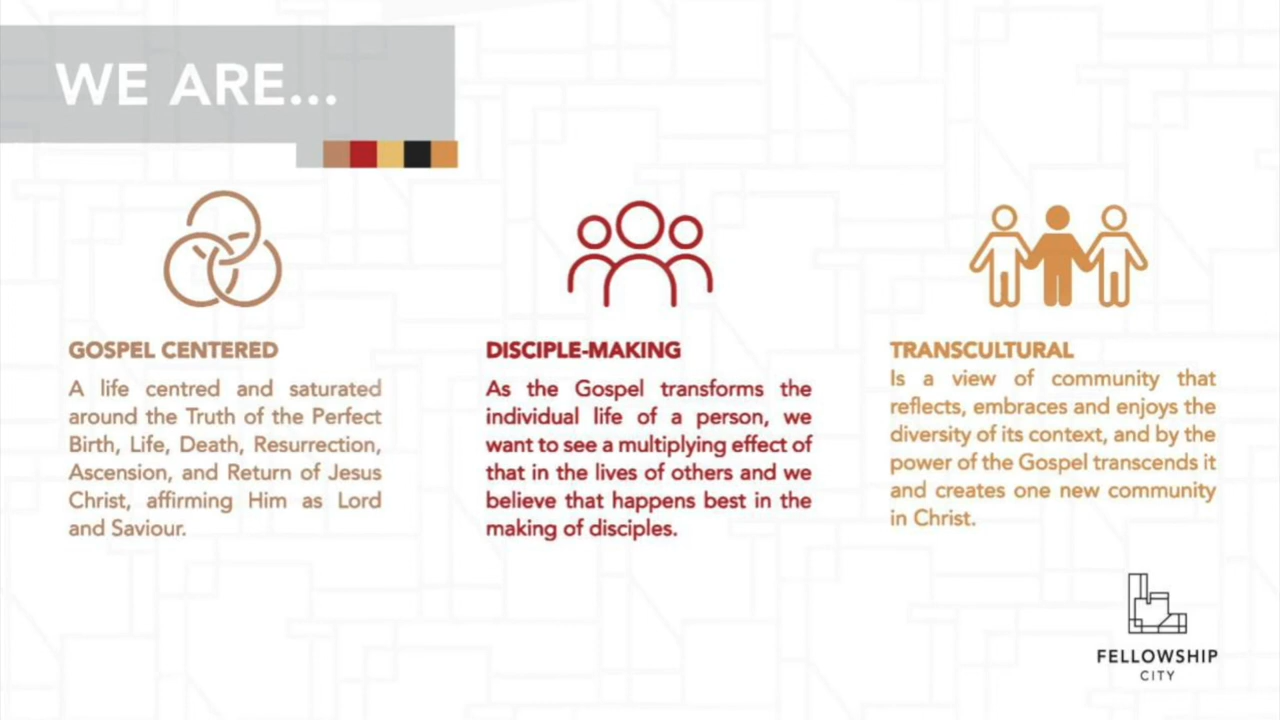 WE ARE...
GOSPEL CENTERED
A life centred and saturated
around the Truth of the Perfect
Birth, Life, Death, Resurrection,
Ascension, and Return of Jesus
Christ, affirming Him as Lord
and Saviour.
DISCIPLE-MAKING
As the Gospel transforms the
individual life of a person, we
want to see a multiplying effect of
that in the lives of others and we
believe that happens best in the
making of disciples.
TRANSCULTURAL
Is a view of community that
reflects, embraces and enjoys the
diversity of its context, and by the
power of the Gospel transcends it
and creates one new community
in Christ.
FELLOWSHIP
CITY